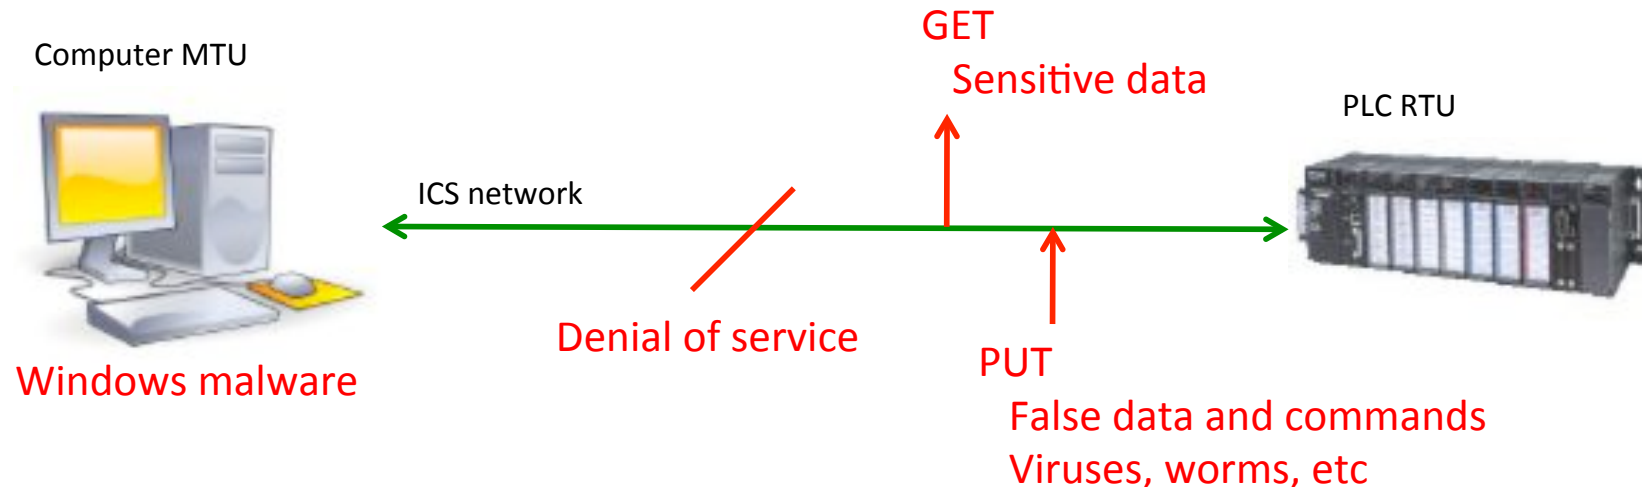 Computer MTU
Windows malware
ICS network
Denial of service
GET
Sensitive data
PUT
False data and commands
Viruses, worms, etc
PLC RTU